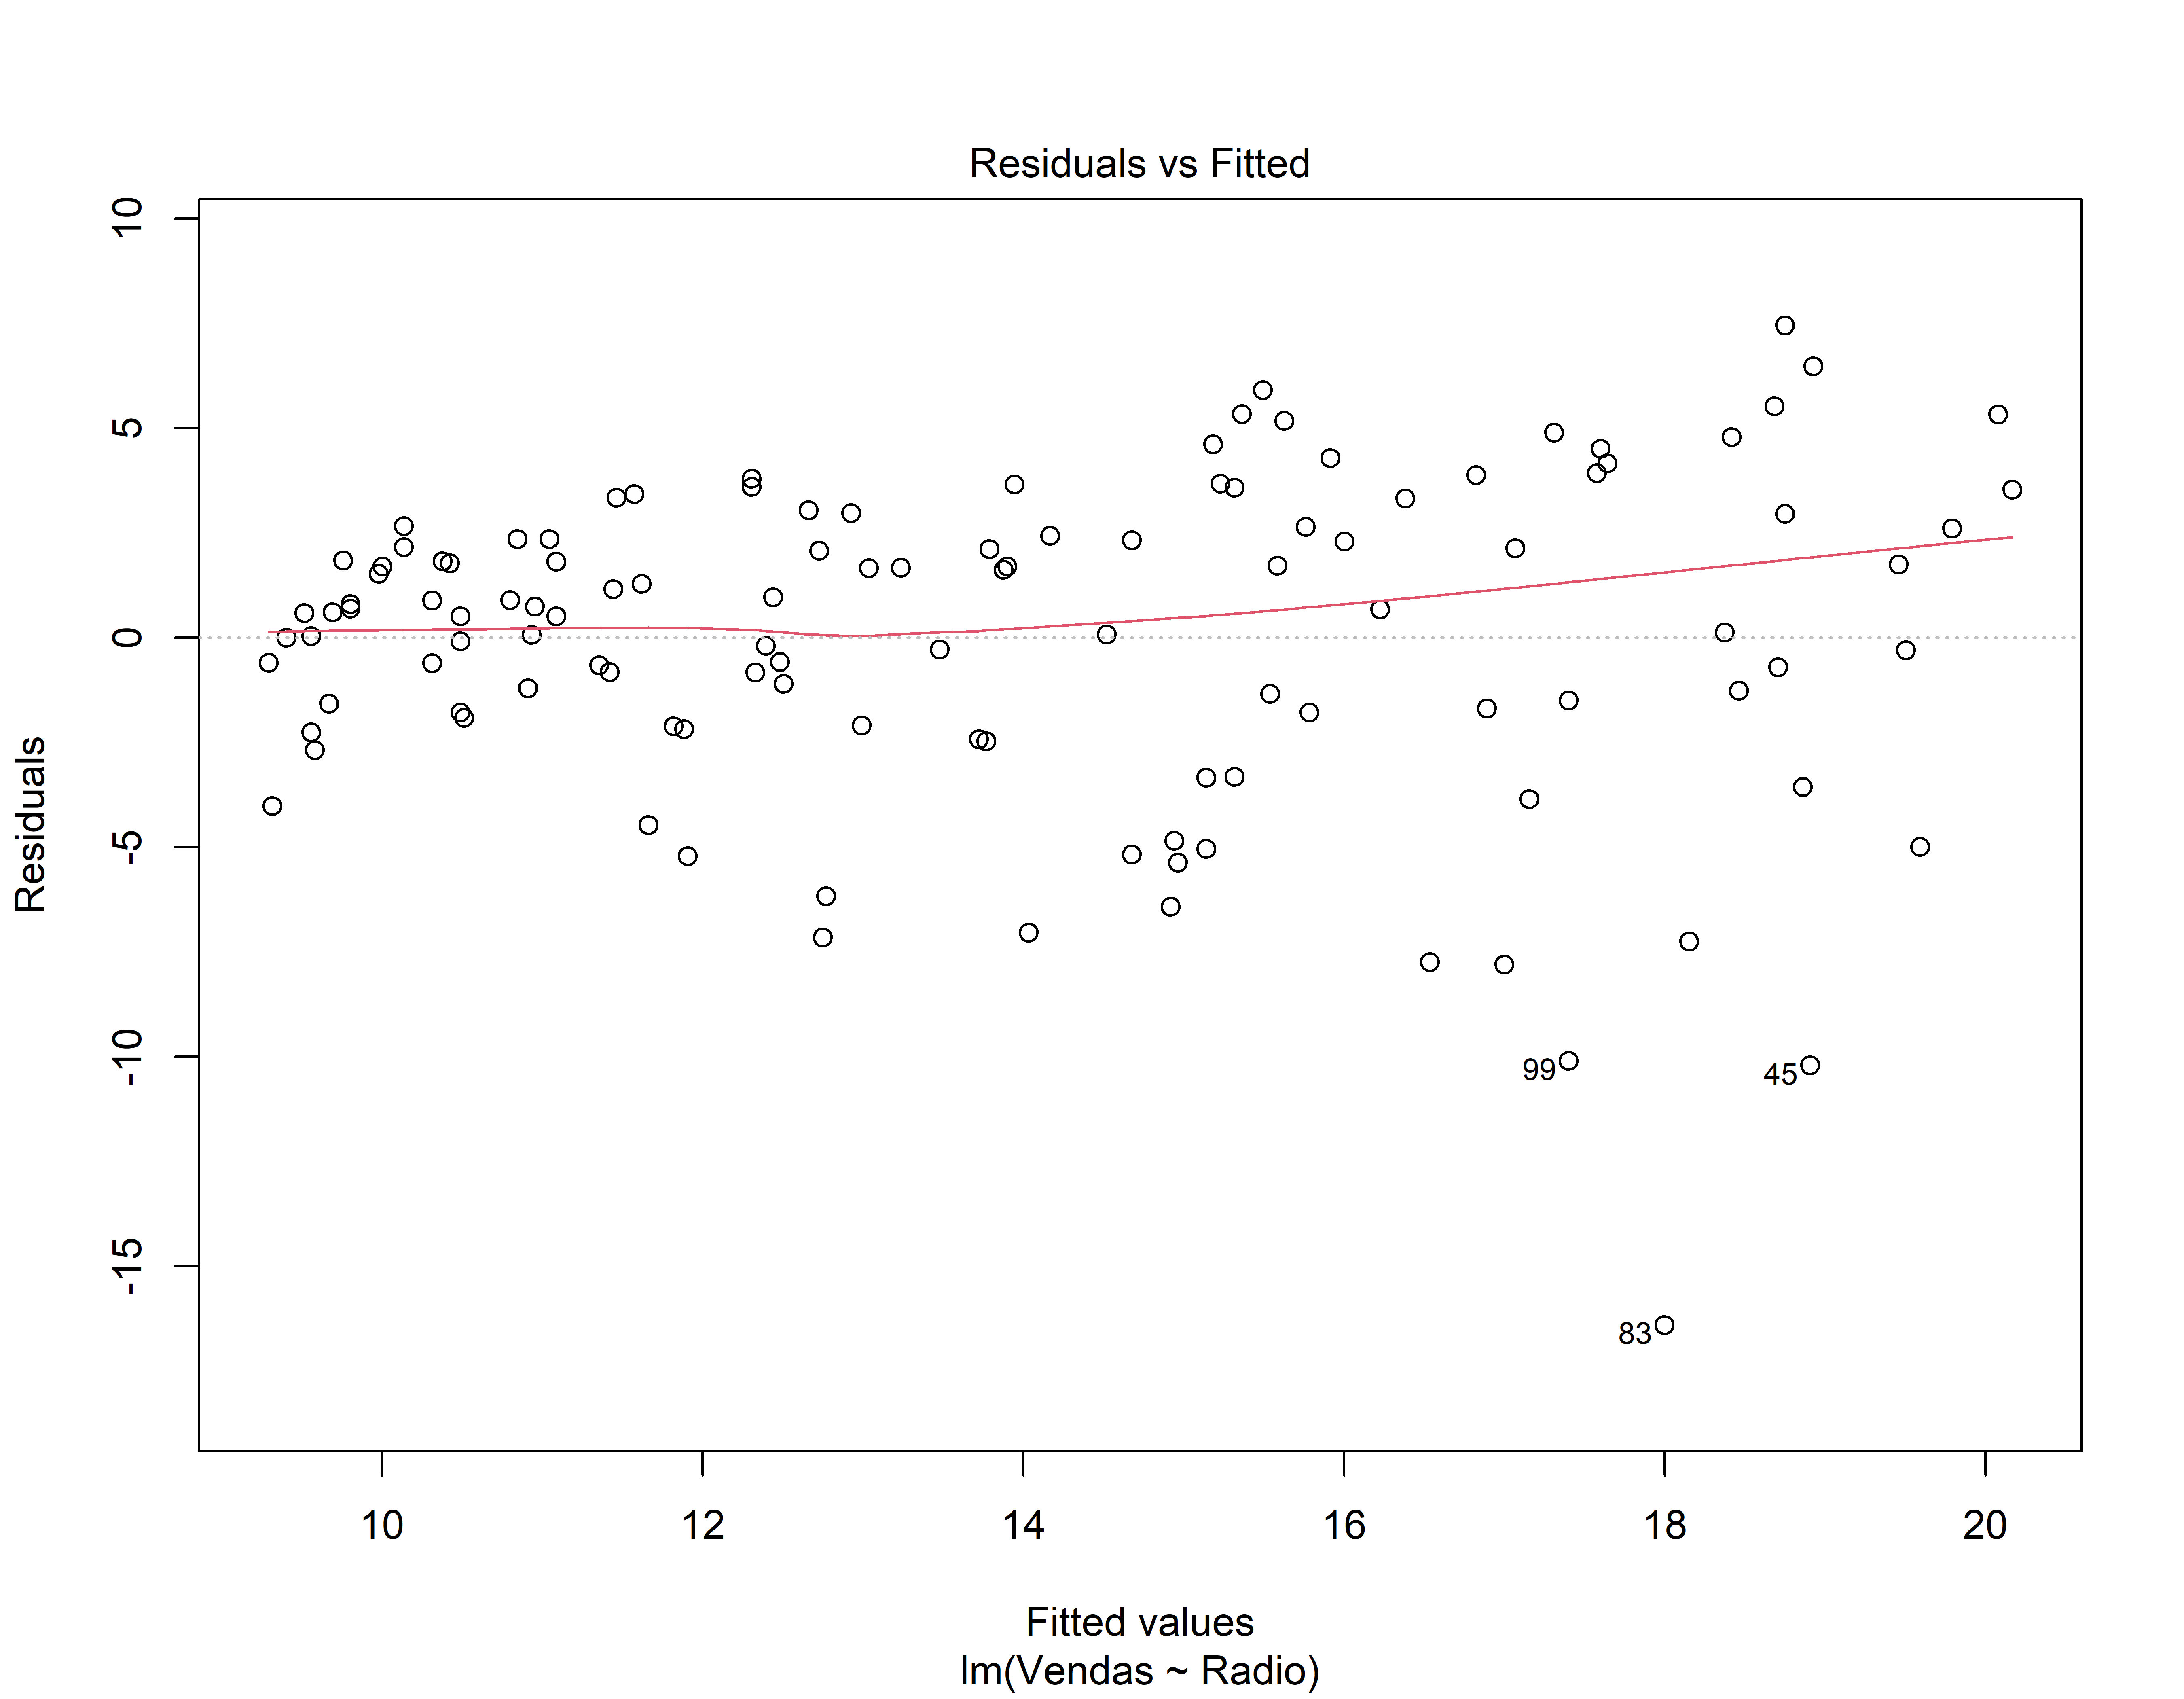 Residuals vs Fitted
10
5
0
-5
-10
-15
Residuals
99
45
83
10 12 14 16 18 20
Fitted values
lm(Vendas ~ Radio)